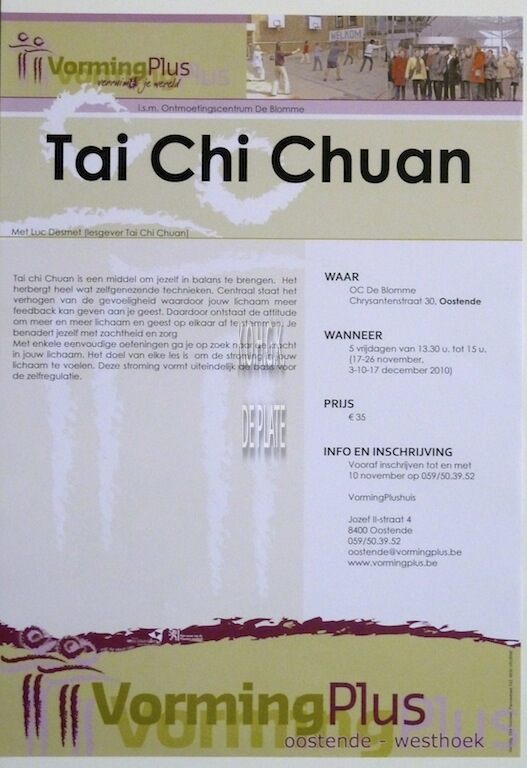 WELKOM
VormingPlus
verruimt je wereld
i.s.m. Ontmoetingscentrum De Blomme
Tai Chi Chuan
Met Luc Desmet (lesgever Tai Chi Chuan)
Tai chi Chuan is een middel om jezelf in balans te brengen. Het
herbergt heel wat zelfgenezende technieken. Centraal staat het
verhogen van de gevoeligheid waardoor jouw lichaam meer
feedback kan geven aan je geest. Daardoor ontstaat de attitude
om meer en meer lichaam en geest op elkaar af te stemmen. Je
benadert jezelf met zachtheid en zorg
Met enkele eenvoudige oefeningen ga je op zoek naar de kracht
in jouw lichaam. Het doel van elke les is om de stroming in jouw
lichaam te voelen. Deze stroming vormt uiteindelijk de basis voor
de zelfregulatie.
DE PLATE
WAAR
OC De Blomme
Chrysantenstraat 30, Oostende
WANNEER
5 vrijdagen van 13.30 u. tot 15 u.
(17-26 november,
3-10-17 december 2010)
PRIJS
€ 35
INFO EN INSCHRIJVING
Vooraf inschrijven tot en met
10 november op 059/50.39.52
VormingPlushuis
Jozef II-straat 4
8400 Oostende
059/50.39.52
oostende@vormingplus.be
www.vormingplus.be
VormingPlus
oostende - westhoek